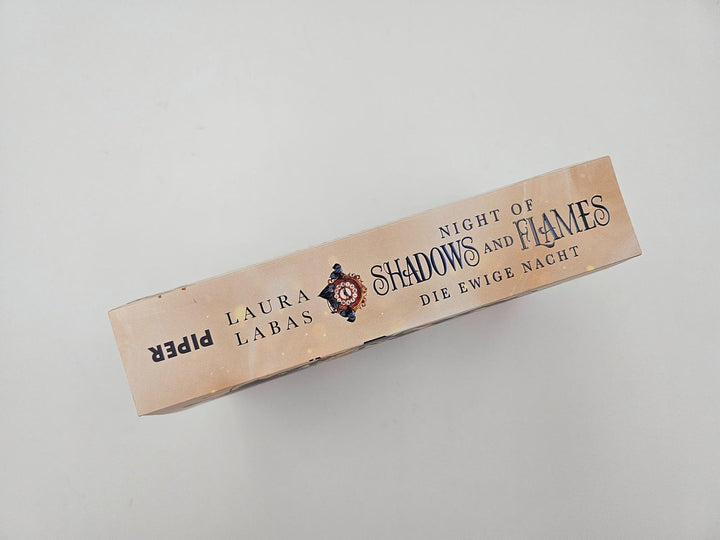 PIPER
LAURA
LABAS
NIGHT OF
SHADOWS AND FLAMES
DIE EWIGE NACHT